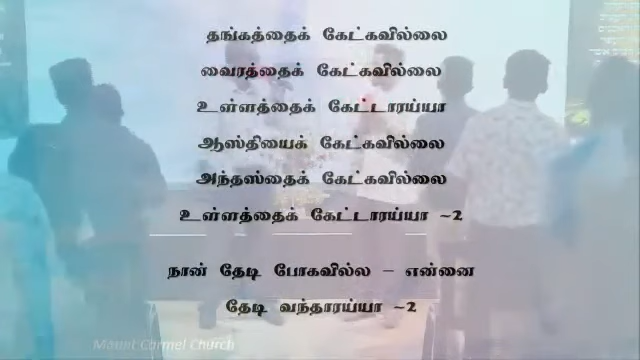 தங்கத்தைக் கேட்கவில்லை
வைரத்தைக் கேட்கவில்லை
உள்ளத்தைக் கேட்டாரய்யா
ஆஸ்தியைக் கேட்கவில்லை
அந்தஸ்தைக் கேட்கவில்லை
உள்ளத்தைக் கேட்டாரய்யா ~2
நான் தேடி போகவில்ல – என்னை
தேடி வந்தாரய்யா ~2
Mount Carmel Church